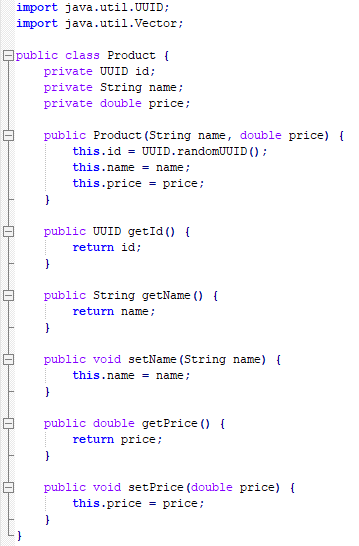 import java.util.UUID;
import java.util.Vector;

public class Product {
    private UUID id;
    private String name;
    private double price;

    public Product(String name, double price) {
        this.id = UUID.randomUUID();
        this.name = name;
        this.price = price;
    }

    public UUID getId() {
        return id;
    }

    public String getName() {
        return name;
    }

    public void setName(String name) {
        this.name = name;
    }

    public double getPrice() {
        return price;
    }

    public void setPrice(double price) {
        this.price = price;
    }
}